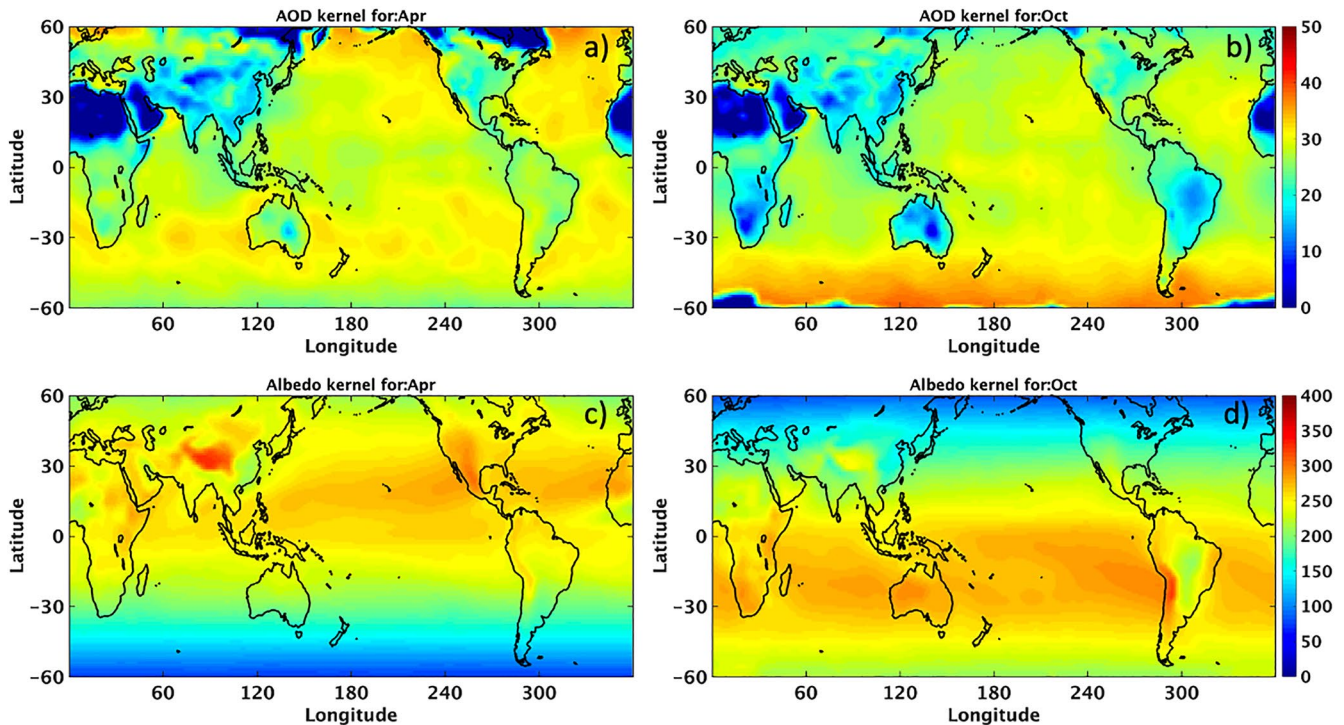 AOD kernel for:Apr
a)
60
30
0
−30
−60
Latitude
60 120 180 240 300
Longitude
AOD kernel for:Oct
b)
60
30
0
−30
−60
Latitude
60 120 180 240 300
Longitude
50
40
30
20
10
0
Albedo kernel for:Apr
c)
60
30
0
−30
−60
Latitude
60 120 180 240 300
Longitude
Albedo kernel for:Oct
d)
60
30
0
−30
−60
Latitude
60 120 180 240 300
Longitude
400
350
300
250
200
150
100
50
0